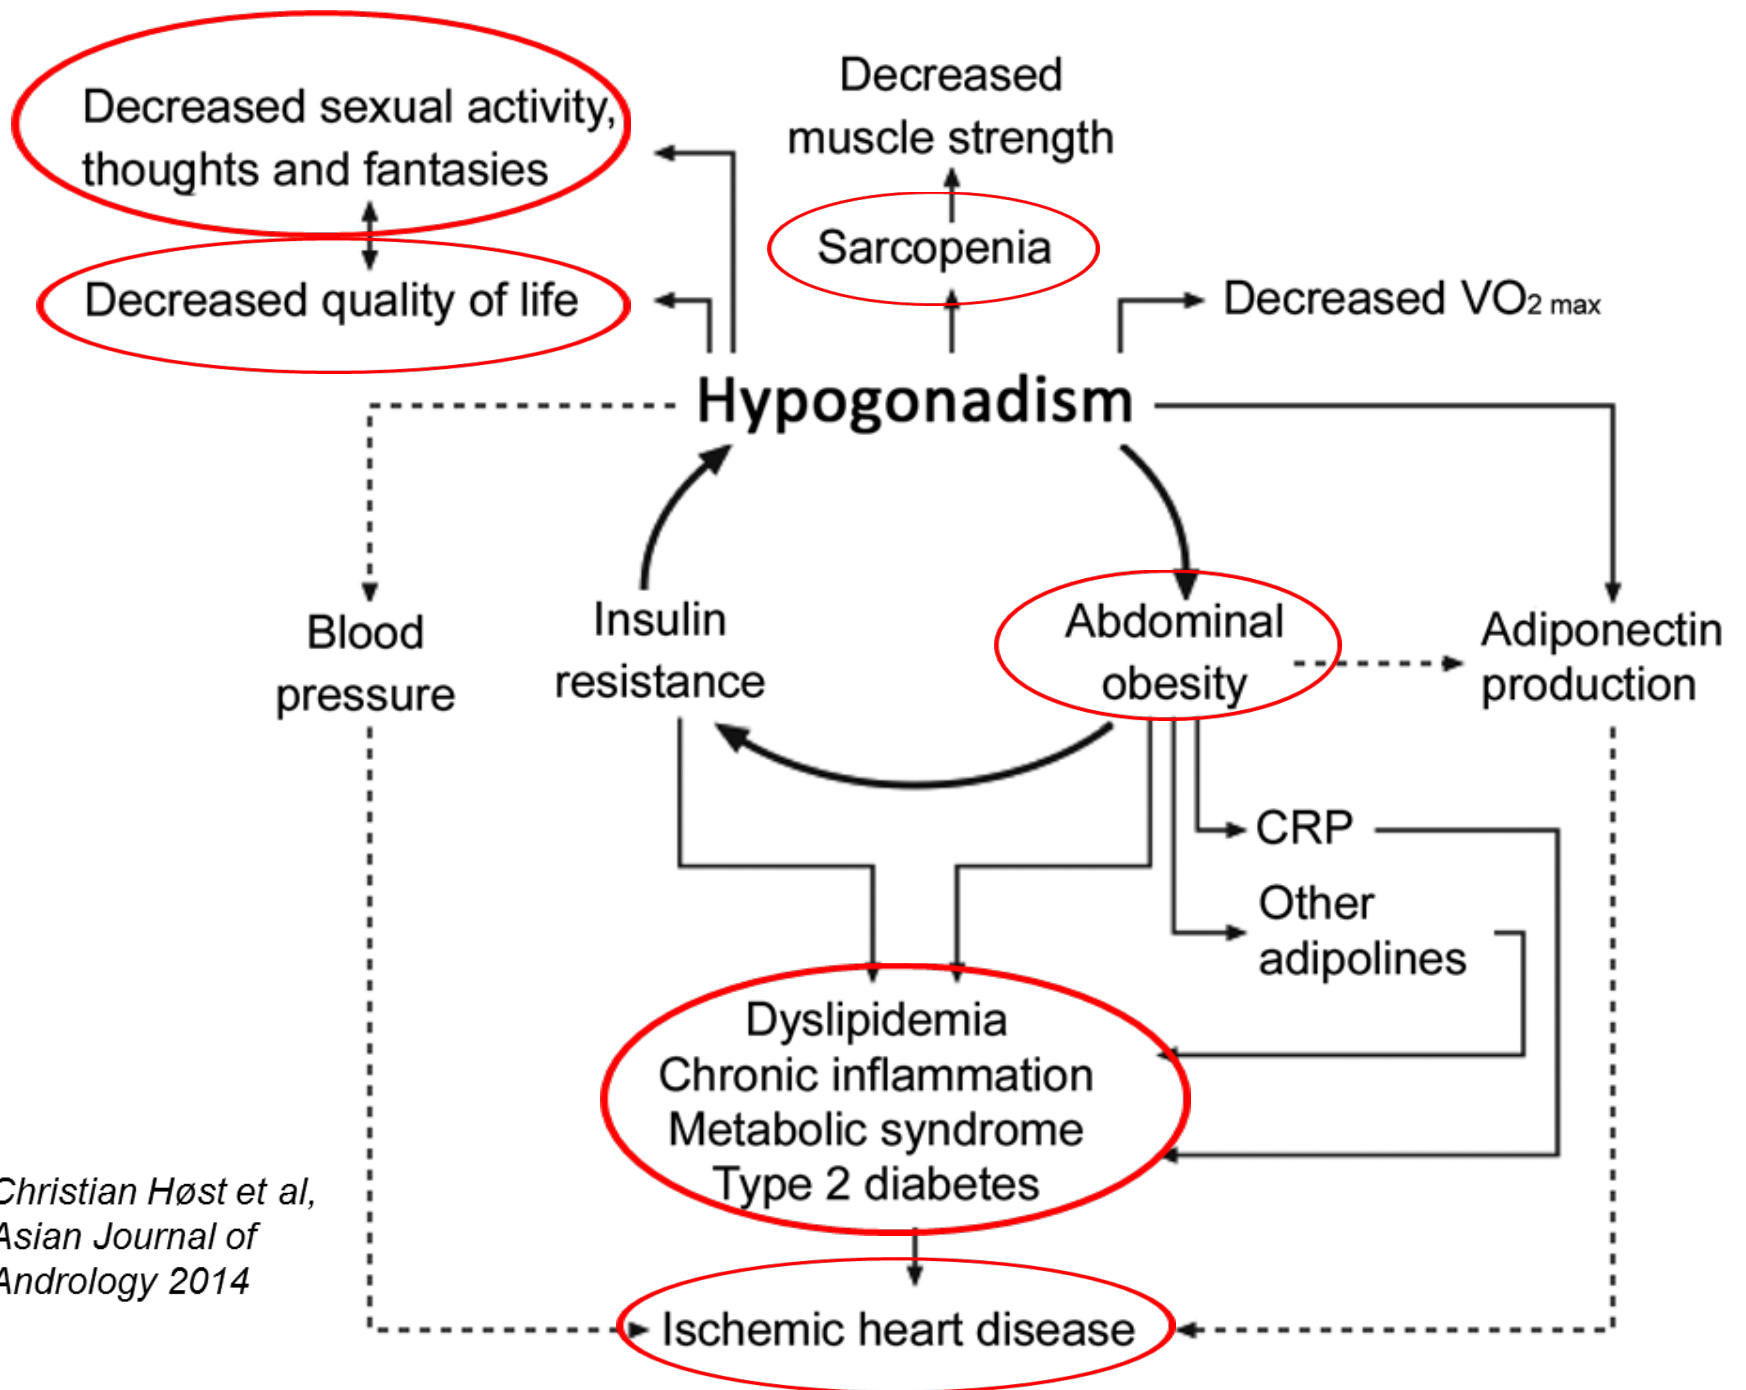 Decreased sexual activity,
thoughts and fantasies
Decreased quality of life
Decreased
muscle strength
Sarcopenia
Decreased VO2 max
Hypogonadism
Blood
pressure
Insulin
resistance
Abdominal
obesity
Adiponectin
production
CRP
Other
adipolines
Dyslipidemia
Chronic inflammation
Metabolic syndrome
Type 2 diabetes
Ischemic heart disease
Christian Høst et al,
Asian Journal of
Andrology 2014